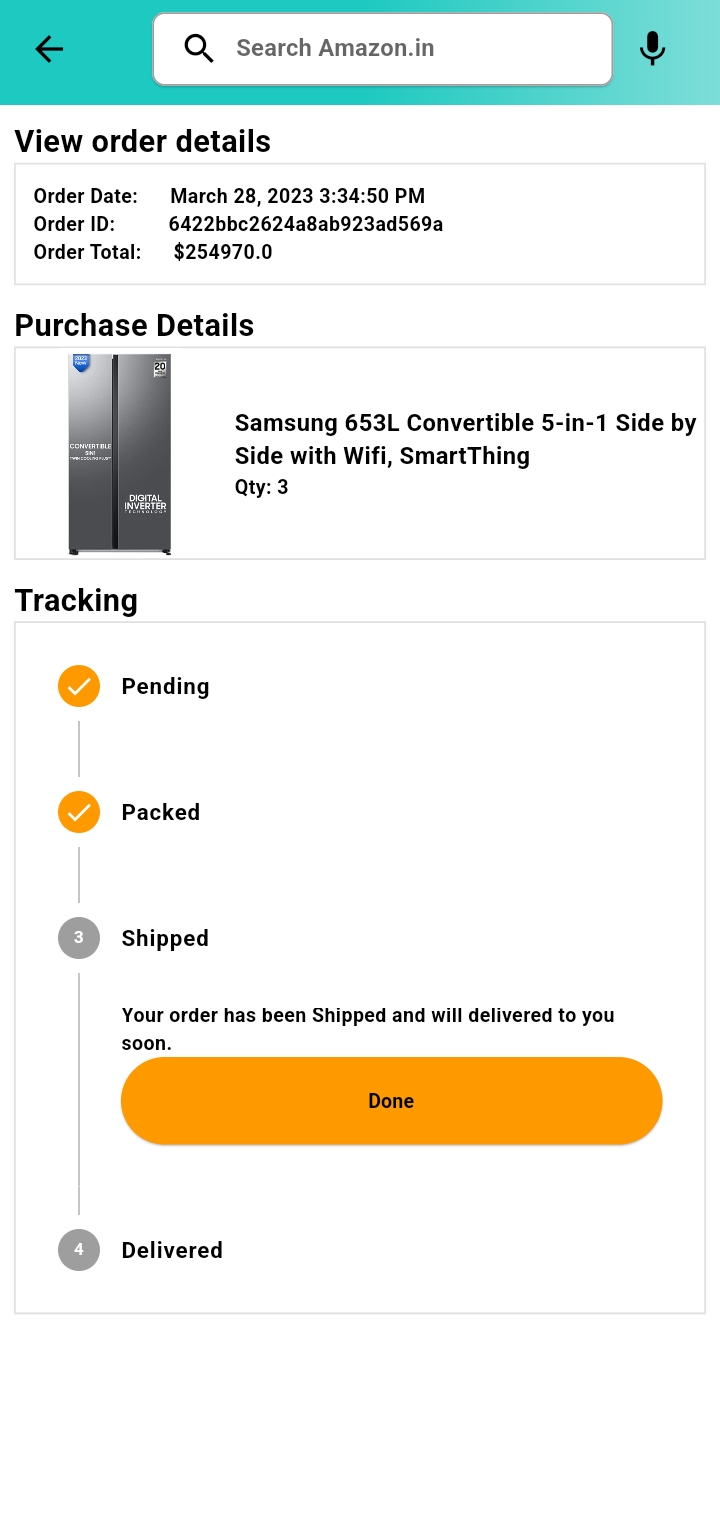 Search Amazon.in
View order details
Order Date: March 28, 2023 3:34:50 PM
Order ID: 6422bbc2624a8ab923ad569a
Order Total: $254970.0
Purchase Details
2023
New
20
CONVERTIBLE
5IN1
TWIN COOLING PLUS™
DIGITAL
INVERTER
TECHNOLOGY
Samsung 653L Convertible 5-in-1 Side by
Side with Wifi, SmartThing
Qty: 3
Tracking
Pending
Packed
3 Shipped
Your order has been Shipped and will delivered to you
soon.
Done
4 Delivered